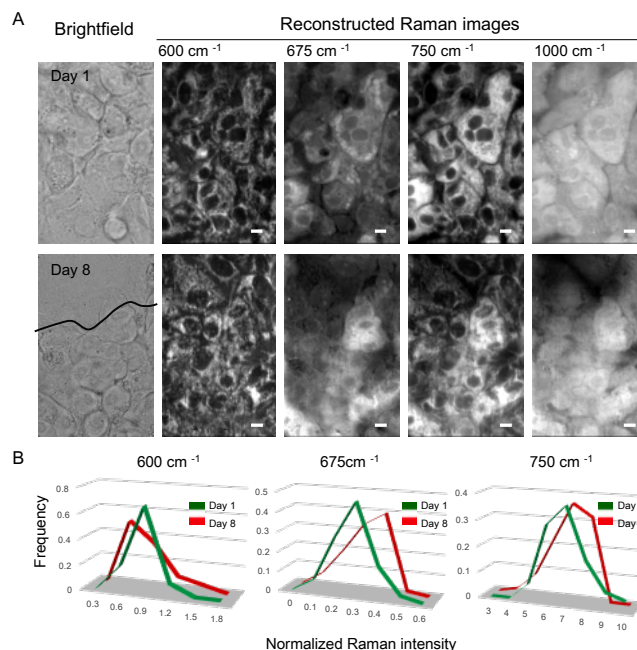 A
Brightfield
Reconstructed Raman images
600 cm -1
675 cm -1
750 cm -1
1000 cm -1
Day 1
Day 8
B
600 cm -1
675cm -1
750 cm -1
Frequency
0.8
0.6
0.4
0.2
0
0.3
0.6
0.9
1.2
1.5
1.8
Day 1
Day 8
0.5
0.4
0.3
0.2
0.1
0
0
0.1
0.2
0.3
0.4
0.5
0.6
Day 1
Day 8
0.4
0.3
0.2
0.1
0
3
4
5
6
7
8
9
10
Day
Day
Normalized Raman intensity